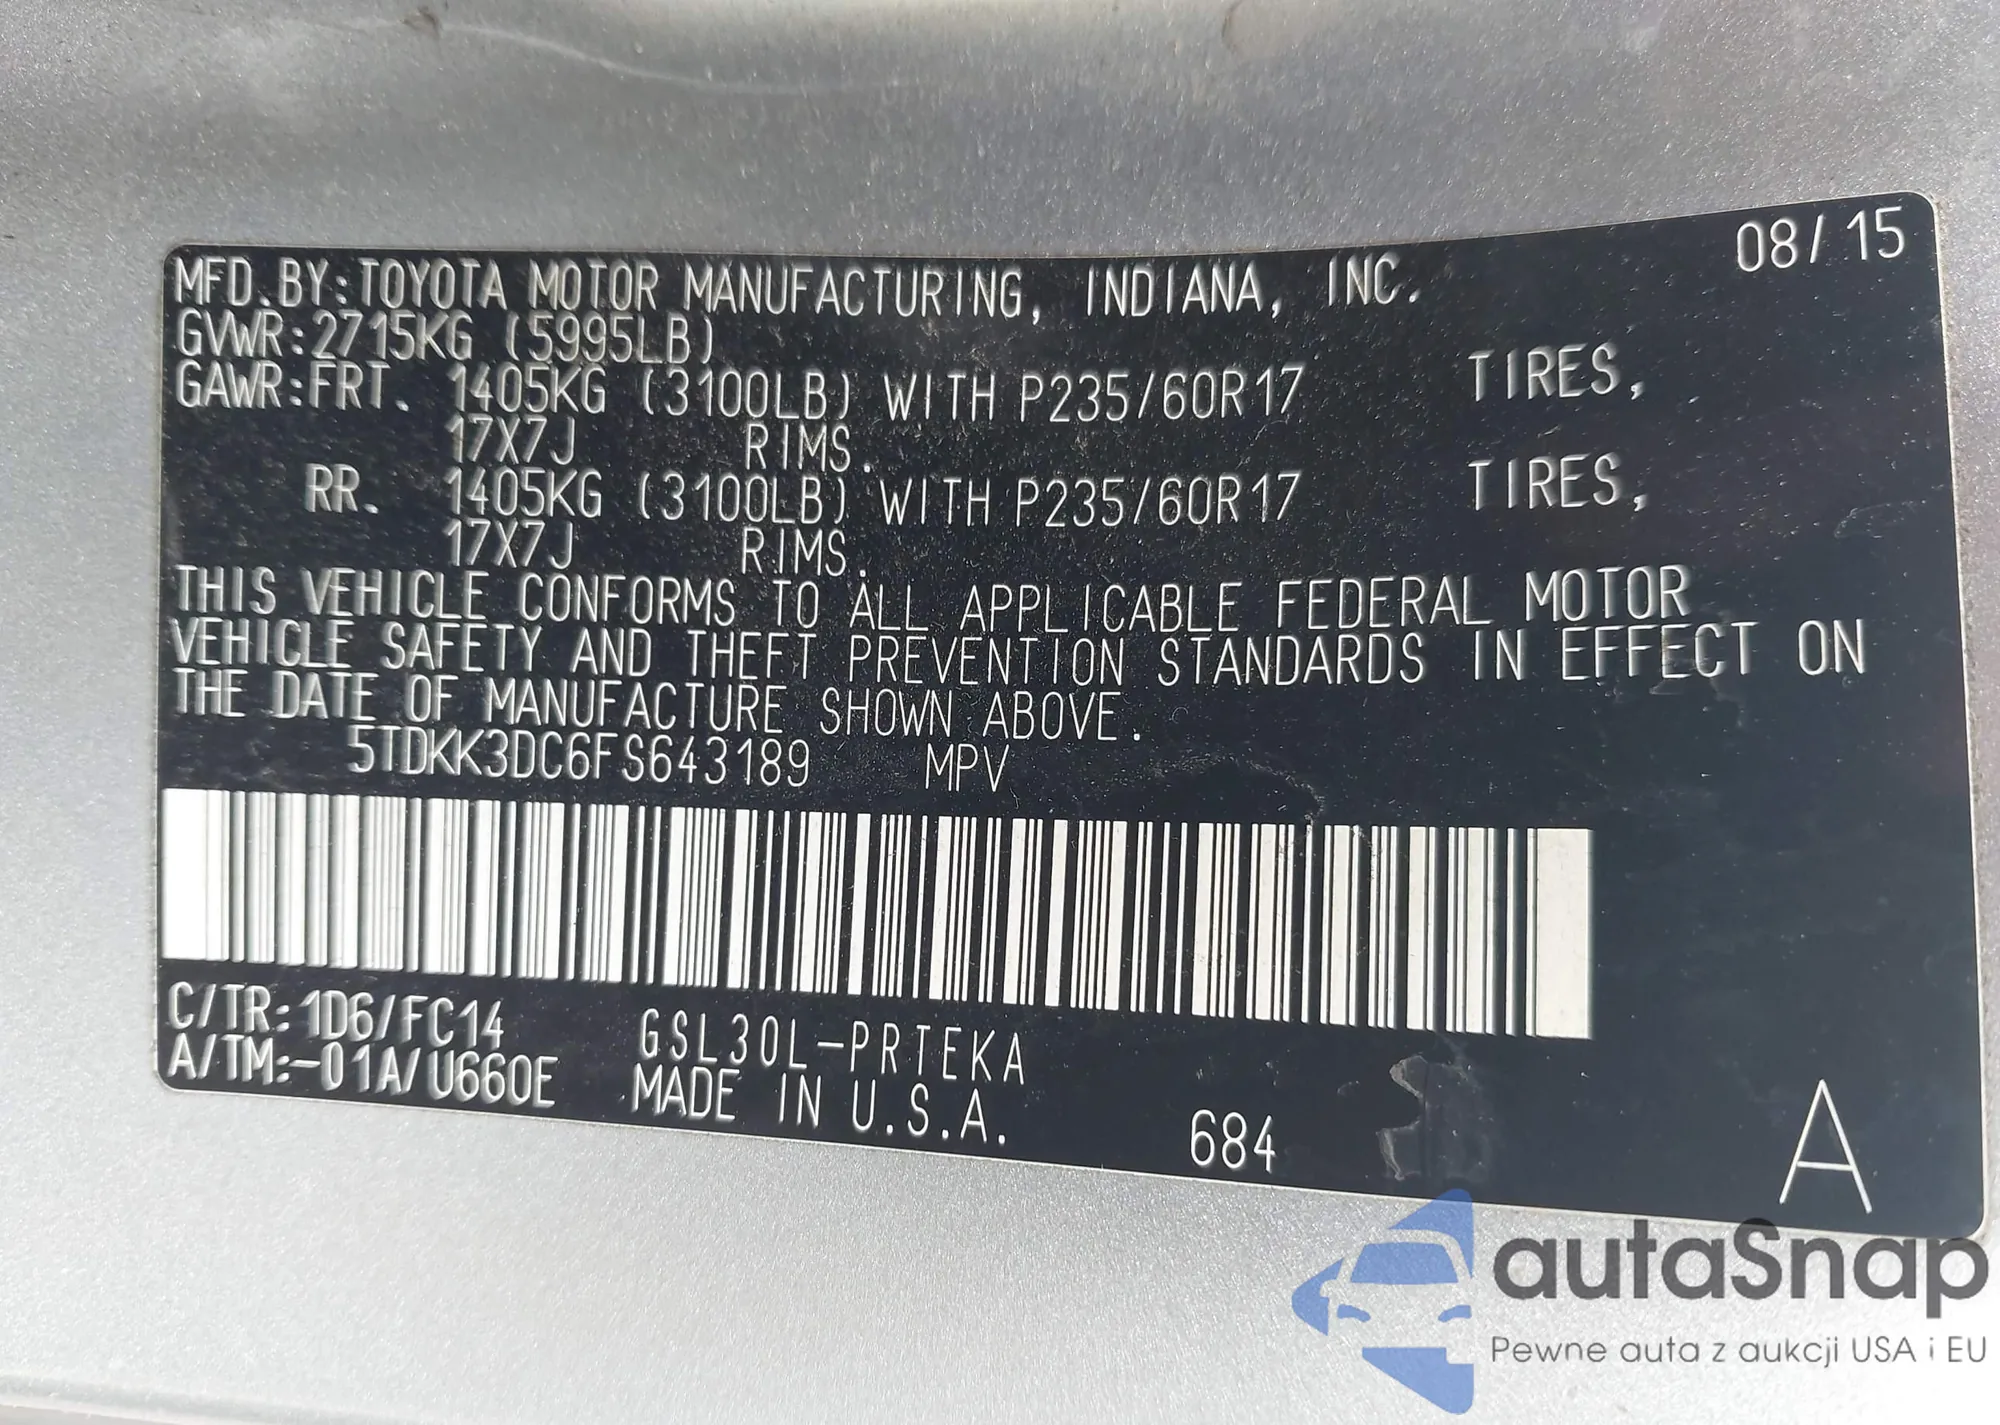 08/15
MFD.BY:TOYOTA MOTOR MANUFACTURING, INDIANA, INC.
GVWR:2715KG (5995LB)
GAWR:FRT. 1405KG (3100LB) WITH P235/60R17 TIRES,
17X7J RIMS.
RR. 1405KG (3100LB) WITH P235/60R17 TIRES,
17X7J RIMS.
THIS VEHICLE CONFORMS TO ALL APPLICABLE FEDERAL MOTOR
VEHICLE SAFETY AND THEFT PREVENTION STANDARDS IN EFFECT ON
THE DATE OF MANUFACTURE SHOWN ABOVE.
5TDKK3DC6FS643189 MPV
C/TR:1D6/FC14 GSL30L-PRTEKA
A/TM:-01A/U660E MADE IN U.S.A.
684
A
autaSnap
Pewne auta z aukcji USA i EU